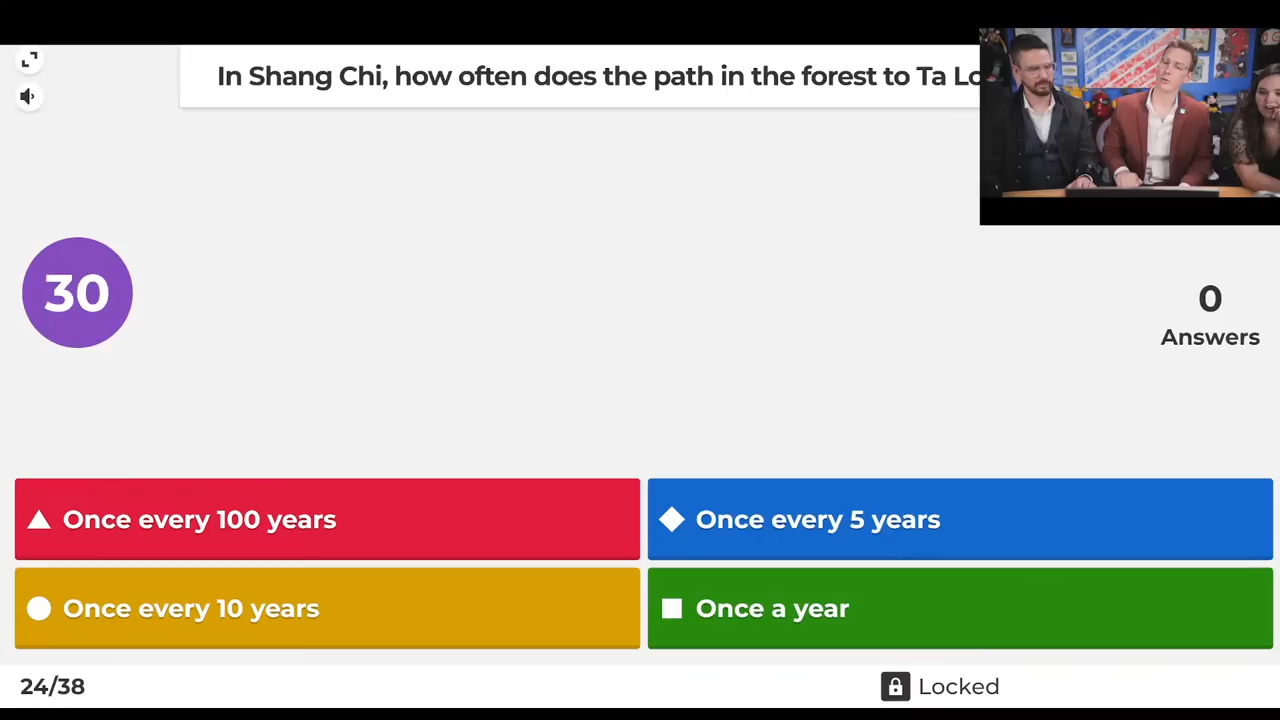 In Shang Chi, how often does the path in the forest to Ta Lo
30
0
Answers
Once every 100 years
Once every 5 years
Once every 10 years
Once a year
24/38
Locked